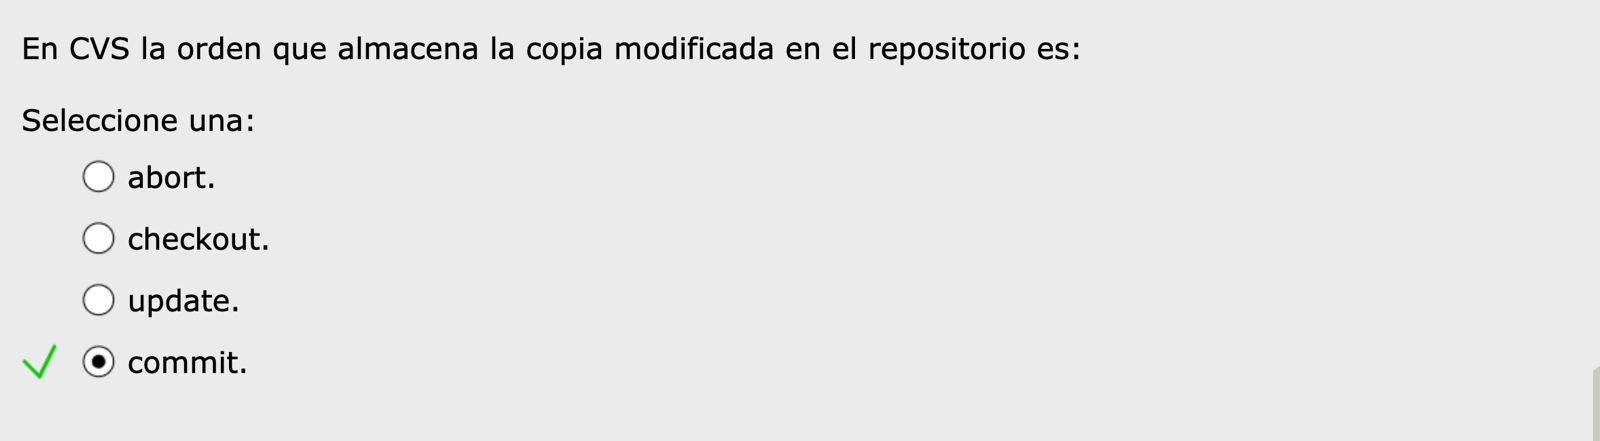 En CVS la orden que almacena la copia modificada en el repositorio es:
Seleccione una:
abort.
checkout.
update.
commit.